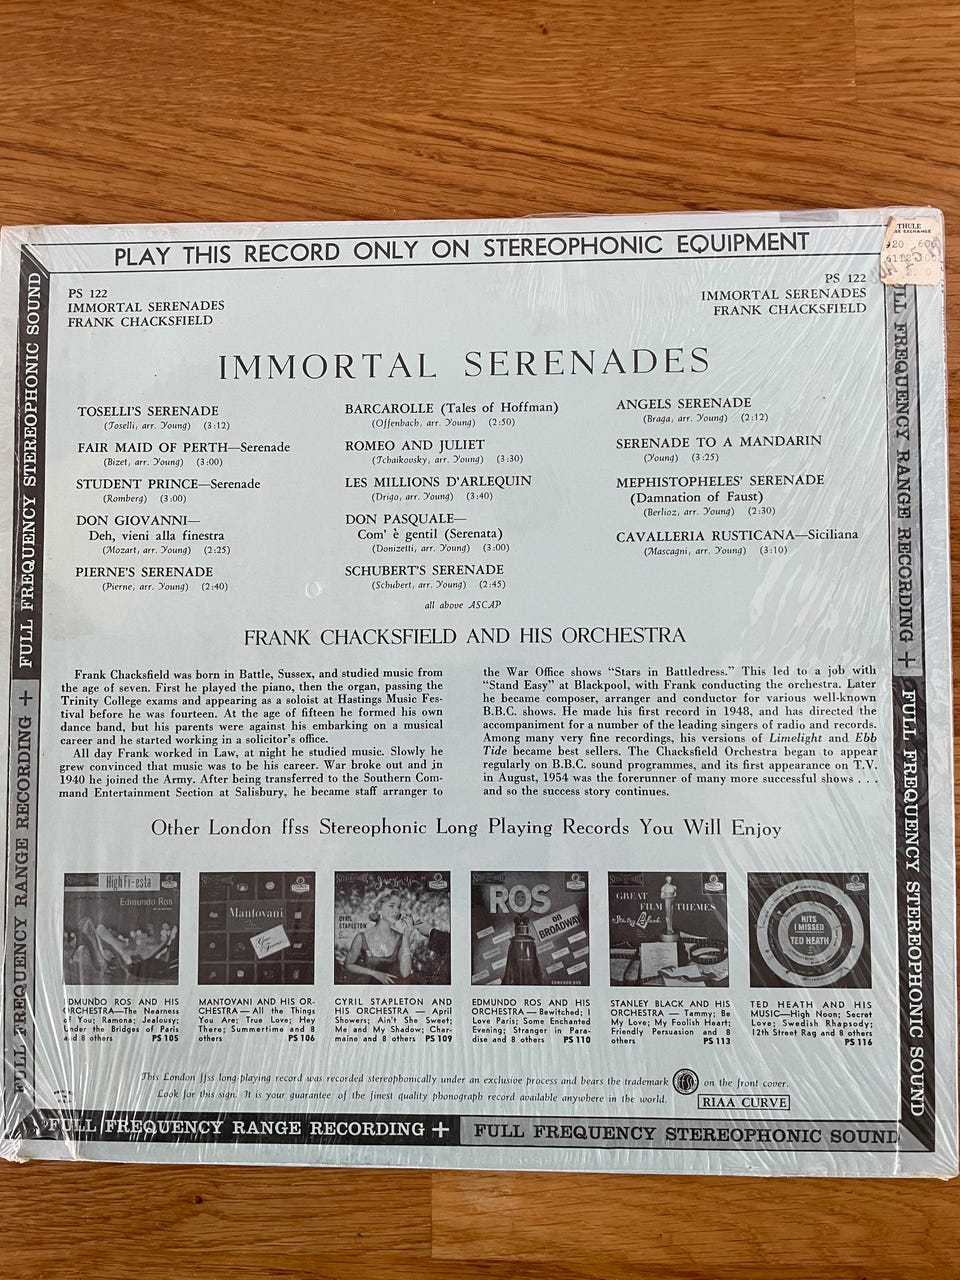 PLAY THIS RECORD ONLY ON STEREOPHONIC EQUIPMENT
THULE
920 606
PS 122
IMMORTAL SERENADES
FRANK CHACKSFIELD
PS 122
IMMORTAL SERENADES
FRANK CHACKSFIELD
IMMORTAL SERENADES
TOSELLI'S SERENADE
(Toselli, arr. Young) (3:12)
FAIR MAID OF PERTH—Serenade
(Bizet, arr. Young) (3:00)
STUDENT PRINCE—Serenade
(Romberg) (3:00)
DON GIOVANNI—
Deh, vieni alla finestra
(Mozart, arr. Young) (2:25)
PIERNE'S SERENADE
(Pierne, arr. Young) (2:40)
BARCAROLLE (Tales of Hoffman)
(Offenbach, arr. Young) (2:50)
ROMEO AND JULIET
(Tchaikovsky, arr. Young) (3:30)
LES MILLIONS D'ARLEQUIN
(Drigo, arr. Young) (3:40)
DON PASQUALE—
Com' è gentil (Serenata)
(Donizetti, arr. Young) (3:00)
SCHUBERT'S SERENADE
(Schubert, arr. Young) (2:45)
ANGELS SERENADE
(Braga, arr. Young) (2:12)
SERENADE TO A MANDARIN
(Young) (3:25)
MEPHISTOPHELES' SERENADE
(Damnation of Faust)
(Berlioz, arr. Young) (2:30)
CAVALLERIA RUSTICANA—Siciliana
(Mascagni, arr. Young) (3:10)
all above ASCAP
FRANK CHACKSFIELD AND HIS ORCHESTRA
Frank Chacksfield was born in Battle, Sussex, and studied music from
the age of seven. First he played the piano, then the organ, passing the
Trinity College exams and appearing as a soloist at Hastings Music Fes-
tival before he was fourteen. At the age of fifteen he formed his own
dance band, but his parents were against his embarking on a musical
career and he started working in a solicitor's office.
All day Frank worked in Law, at night he studied music. Slowly he
grew convinced that music was to be his career. War broke out and jn
1940 he joined the Army. After being transferred to the Southern Com-
mand Entertainment Section at Salisbury, he became staff arranger to
the War Office shows "Stars in Battledress." This led to a job with
"Stand Easy" at Blackpool, with Frank conducting the orchestra. Later
he became composer, arranger and conductor for various well-known
B.B.C. shows. He made his first record in 1948, and has directed the
accompaniment for a number of the leading singers of radio and records.
Among many very fine recordings, his versions of Limelight and Ebb
Tide became best sellers. The Chacksfield Orchestra began to appear
regularly on B.B.C. sound programmes, and its first appearance on T.V.
in August, 1954 was the forerunner of many more successful shows . . .
and so the success story continues.
Other London ffss Stereophonic Long Playing Records You Will Enjoy
High Fi-esta
Edmundo Ros
Mantovani
CYRIL
STAPLETON
ROS
on
BROADWAY
EDMUNDO ROS
GREAT
FILM THEMES
Stanley Black
HITS
I MISSED
TED HEATH
EDMUNDO ROS AND HIS
ORCHESTRA—The Nearness
of You; Ramona; Jealousy;
Under the Bridges of Paris
and 8 others PS 105
MANTOVANI AND HIS OR-
CHESTRA — All the Things
You Are; True Love; Hey
There; Summertime and 8
others PS 106
CYRIL STAPLETON AND
HIS ORCHESTRA — April
Showers; Ain't She Sweet;
Me and My Shadow; Char-
maine and 8 others PS 109
EDMUNDO ROS AND HIS
ORCHESTRA — Bewitched; I
Love Paris; Some Enchanted
Evening; Stranger in Para-
dise and 8 others PS 110
STANLEY BLACK AND HIS
ORCHESTRA — Tammy; Be
My Love; My Foolish Heart;
Friendly Persuasion and 8
others PS 113
TED HEATH AND HIS
MUSIC—High Noon; Secret
Love; Swedish Rhapsody;
12th Street Rag and 8 others
PS 116
This London ffss long-playing record was recorded stereophonically under an exclusive process and bears the trademark on the front cover.
Look for this sign. It is your guarantee of the finest quality phonograph record available anywhere in the world.
RIAA CURVE
FULL FREQUENCY RANGE RECORDING + FULL FREQUENCY STEREOPHONIC SOUND
FULL FREQUENCY RANGE RECORDING + FULL FREQUENCY STEREOPHONIC SOUND
FULL FREQUENCY RANGE RECORDING + FULL FREQUENCY STEREOPHONIC SOUND